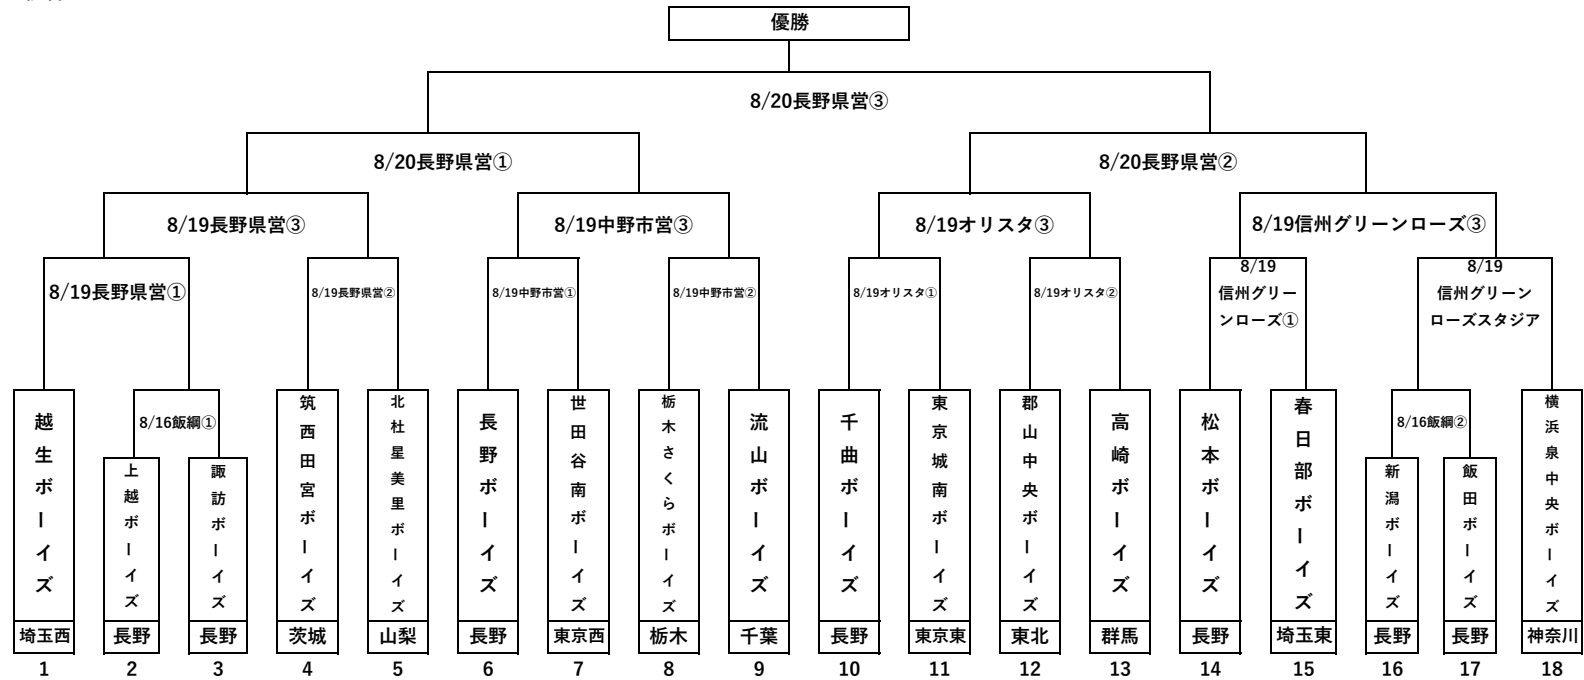 優勝
8/20長野県営③
8/20長野県営①
8/20長野県営②
8/19長野県営③
8/19中野市営③
8/19オリスタ③
8/19信州グリーンローズ③
8/19長野県営①
8/19長野県営②
8/19中野市営①
8/19中野市営②
8/19オリスタ①
8/19オリスタ②
8/19
信州グリー
ンローズ①
8/19
信州グリーン
ローズスタジア
8/16飯綱①
8/16飯綱②
越生ボーイズ
上越ボーイズ
諏訪ボーイズ
筑西田宮ボーイズ
北杜星美里ボーイズ
長野ボーイズ
世田谷南ボーイズ
栃木さくらボーイズ
流山ボーイズ
千曲ボーイズ
東京城南ボーイズ
郡山中央ボーイズ
高崎ボーイズ
松本ボーイズ
春日部ボーイズ
新潟ボーイズ
飯田ボーイズ
横浜泉中央ボーイズ
埼玉西 長野 長野 茨城 山梨 長野 東京西 栃木 千葉 長野 東京東 東北 群馬 長野 埼玉東 長野 長野 神奈川
1 2 3 4 5 6 7 8 9 10 11 12 13 14 15 16 17 18